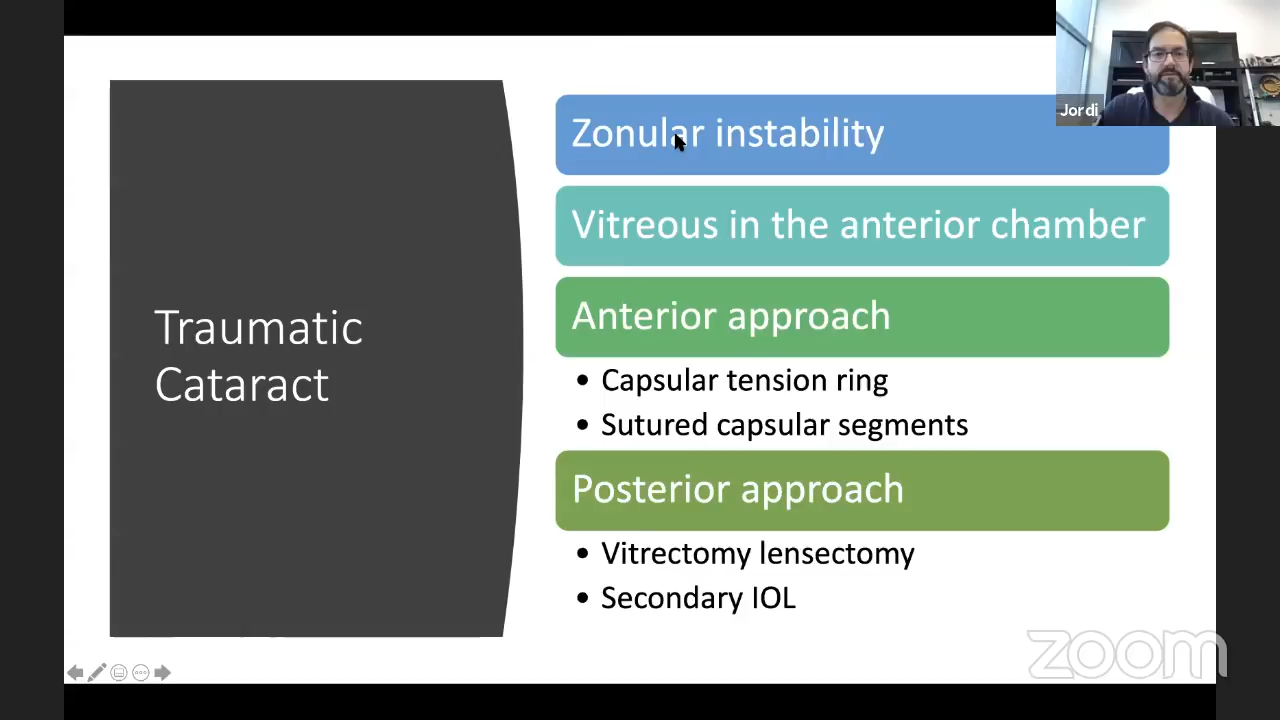 Jordi
Zonular instability
Vitreous in the anterior chamber
Traumatic
Cataract
Anterior approach
• Capsular tension ring
• Sutured capsular segments
Posterior approach
• Vitrectomy lensectomy
• Secondary IOL
zoom